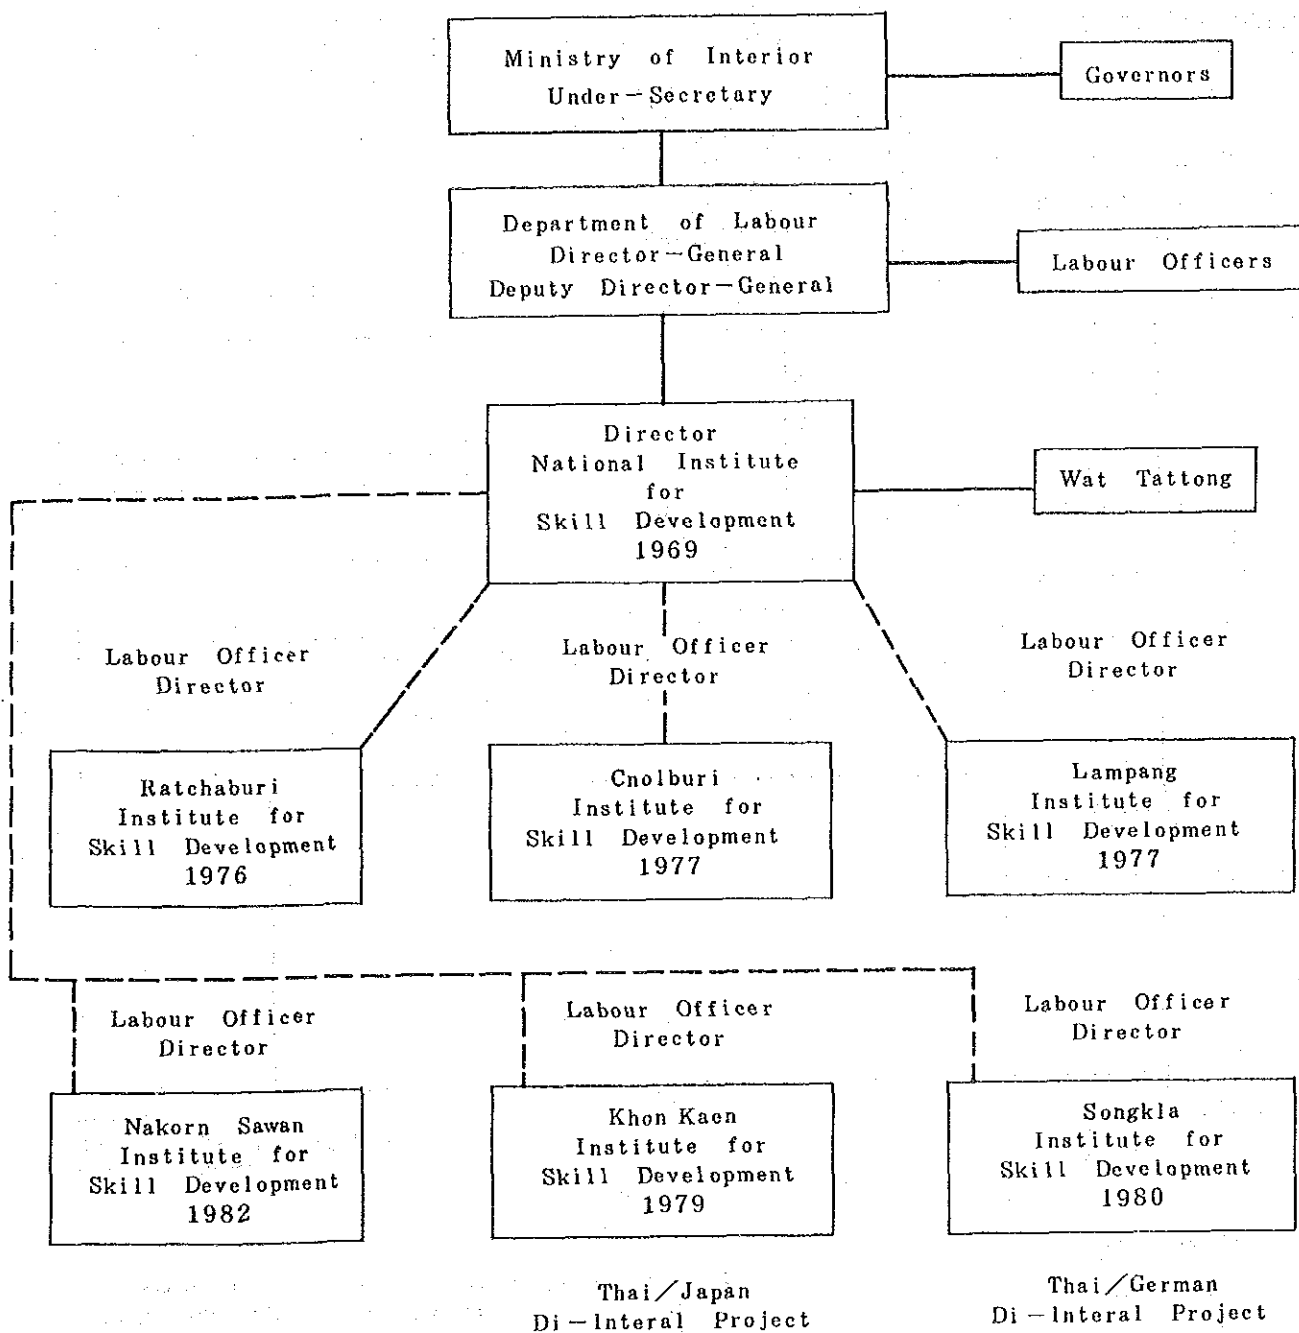 Ministry of Interior
Under-Secretary
Governors
Department of Labour
Director-General
Deputy Director-General
Labour Officers
Director
National Institute
for
Skill Development
1969
Wat Tattong
Labour Officer
Director
Labour Officer
Director
Labour Officer
Director
Ratchaburi
Institute for
Skill Development
1976
Cnolburi
Institute for
Skill Development
1977
Lampang
Institute for
Skill Development
1977
Labour Officer
Director
Labour Officer
Director
Labour Officer
Director
Nakorn Sawan
Institute for
Skill Development
1982
Khon Kaen
Institute for
Skill Development
1979
Songkla
Institute for
Skill Development
1980
Thai/Japan
Di-Interal Project
Thai/German
Di-Interal Project